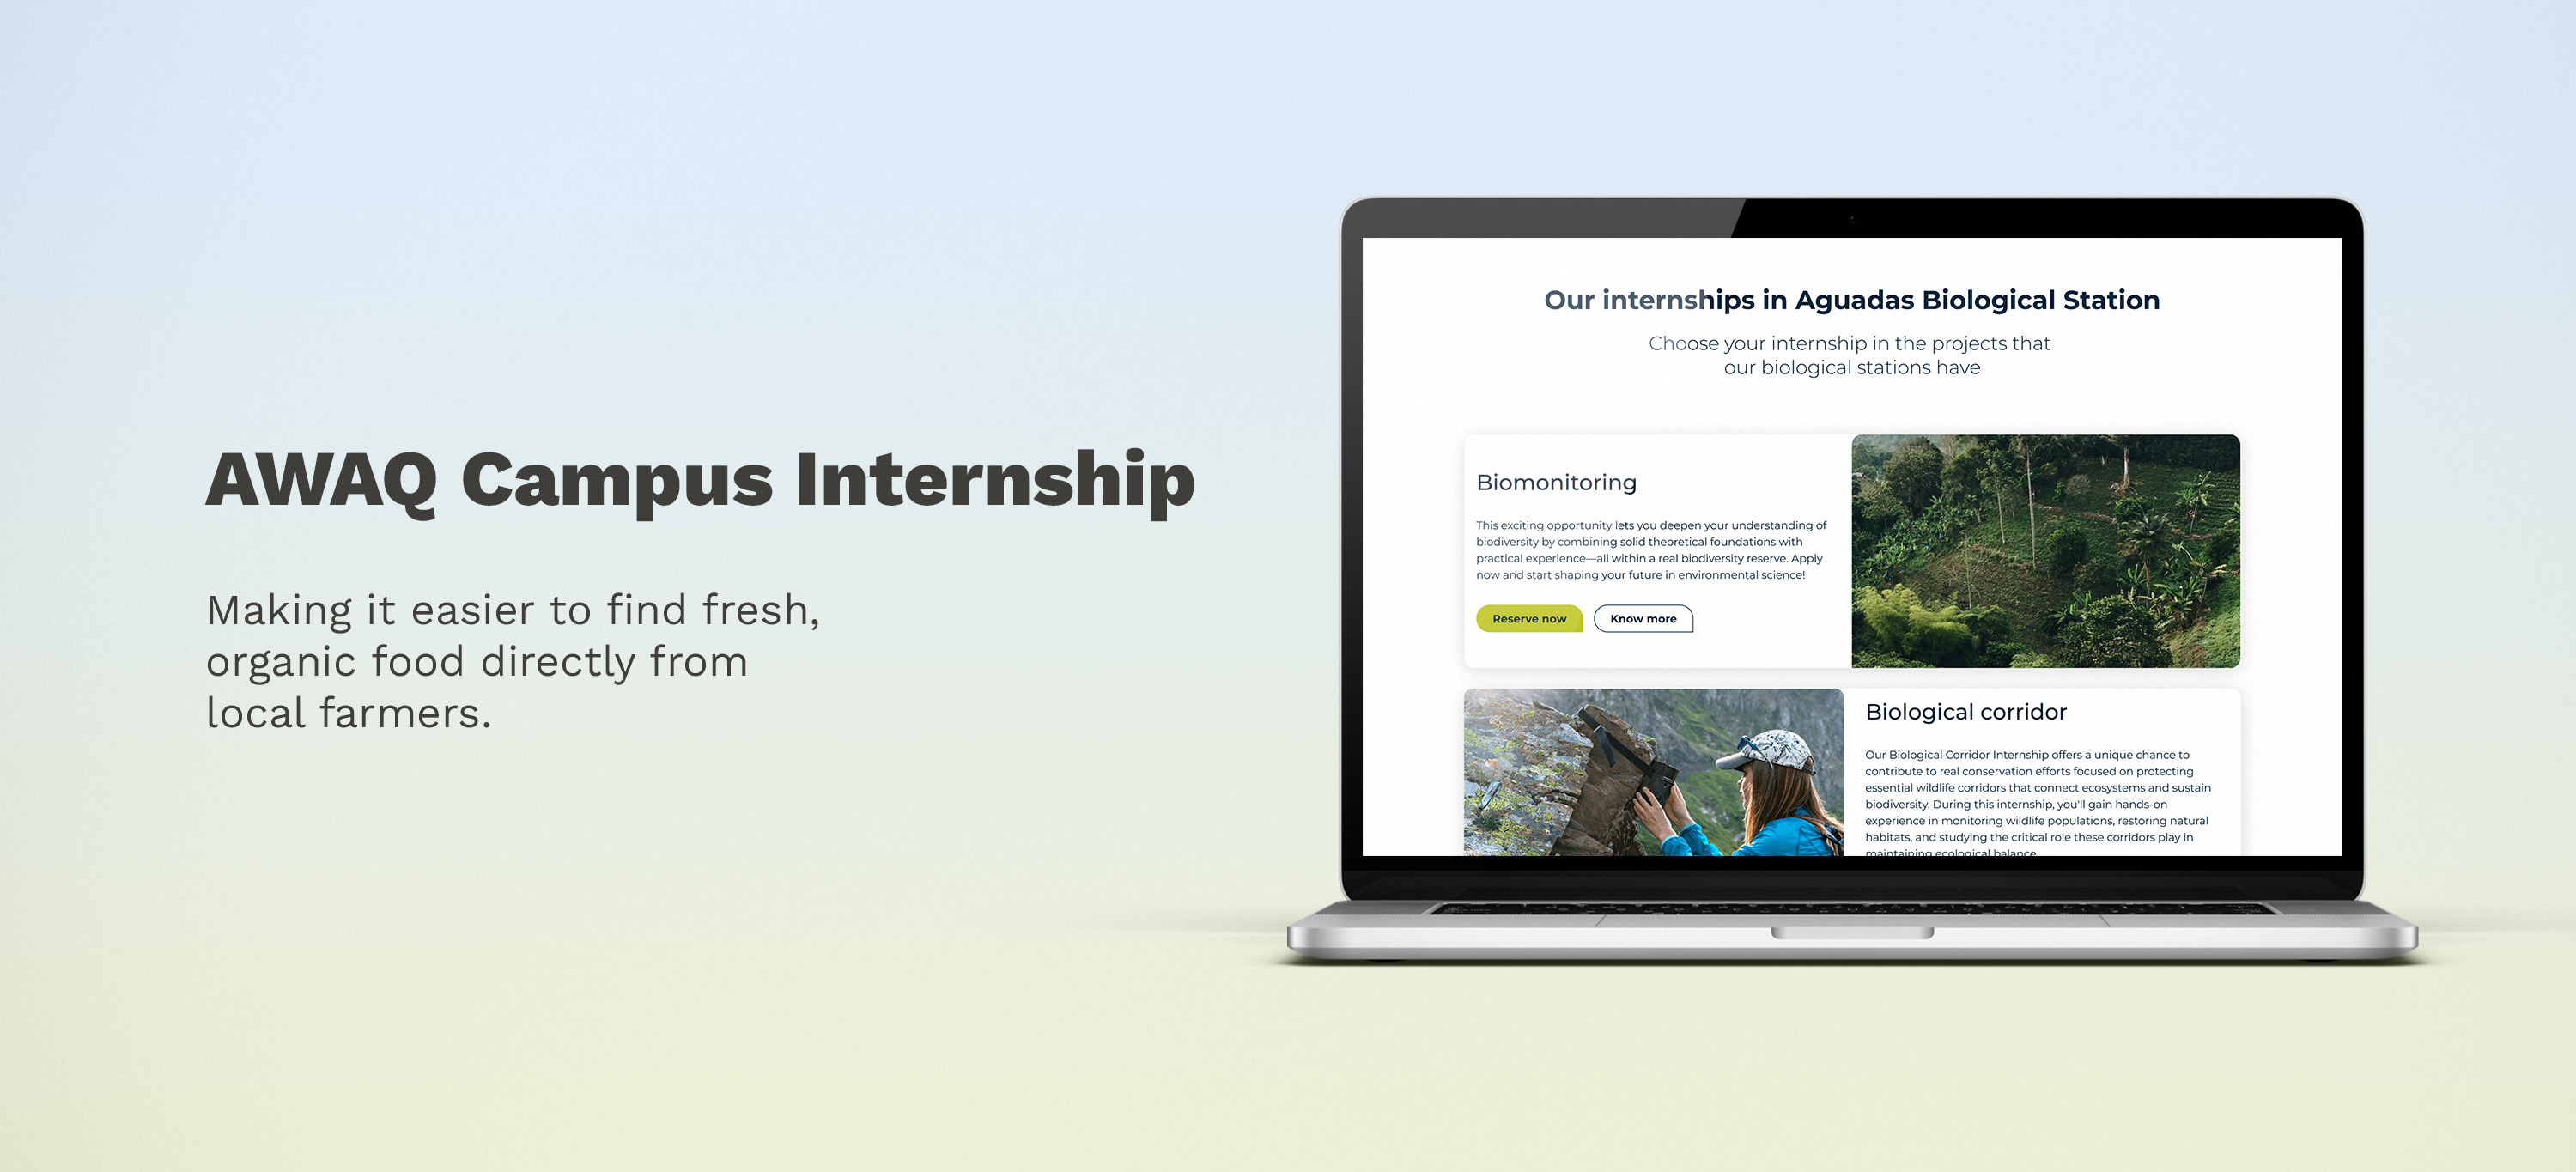 AWAQ Campus Internship
Making it easier to find fresh,
organic food directly from
local farmers.
Our internships in Aguadas Biological Station
Choose your internship in the projects that
our biological stations have
Biomonitoring
This exciting opportunity lets you deepen your understanding of
biodiversity by combining solid theoretical foundations with
practical experience—all within a real biodiversity reserve. Apply
now and start shaping your future in environmental science!
Reserve now
Know more
Biological corridor
Our Biological Corridor Internship offers a unique chance to
contribute to real conservation efforts focused on protecting
essential wildlife corridors that connect ecosystems and sustain
biodiversity. During this internship, you'll gain hands-on
experience in monitoring wildlife populations, restoring natural
habitats, and studying the critical role these corridors play in
maintaining ecological balance